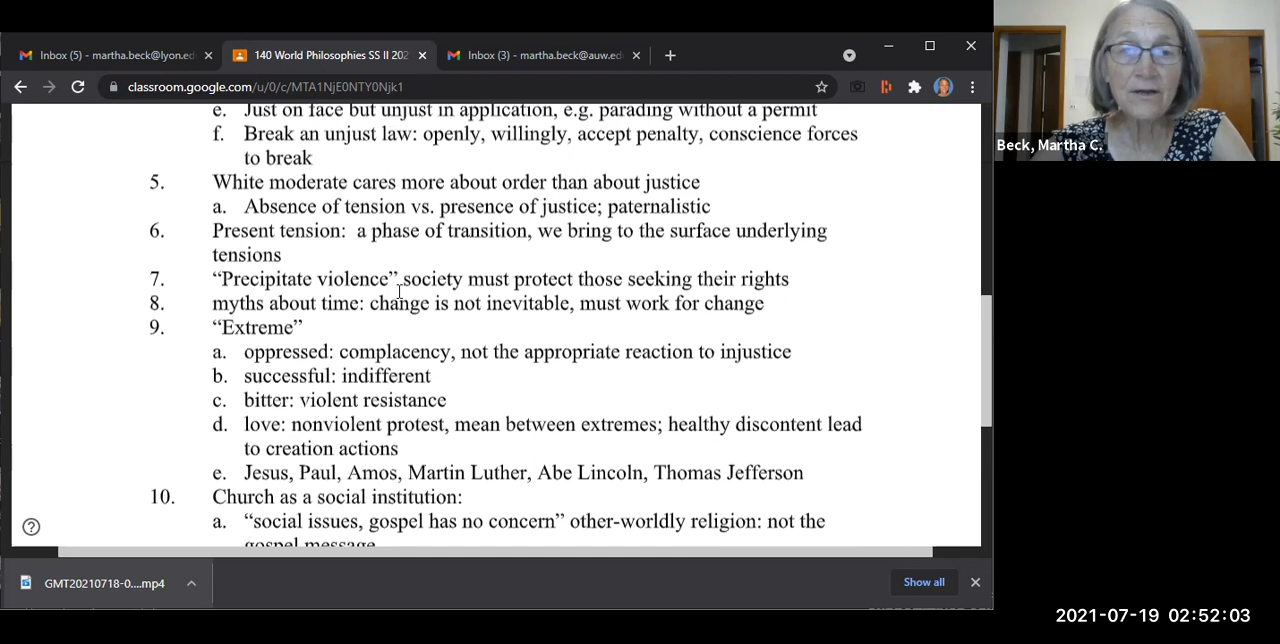 Inbox (5) - martha.beck@lyon.ed
140 World Philosophies SS II 202
Inbox (3) - martha.beck@auw.ed
classroom.google.com/u/0/c/MTA1NjE0NTY0Njk1
e. Just on face but unjust in application, e.g. parading without a permit
f. Break an unjust law: openly, willingly, accept penalty, conscience forces
to break
5. White moderate cares more about order than about justice
a. Absence of tension vs. presence of justice; paternalistic
6. Present tension: a phase of transition, we bring to the surface underlying
tensions
7. “Precipitate violence” society must protect those seeking their rights
8. myths about time: change is not inevitable, must work for change
9. “Extreme”
a. oppressed: complacency, not the appropriate reaction to injustice
b. successful: indifferent
c. bitter: violent resistance
d. love: nonviolent protest, mean between extremes; healthy discontent lead
to creation actions
e. Jesus, Paul, Amos, Martin Luther, Abe Lincoln, Thomas Jefferson
10. Church as a social institution:
a. “social issues, gospel has no concern” other-worldly religion: not the
gospel message
GMT20210718-0....mp4
Show all
Beck, Martha C.
2021-07-19 02:52:03